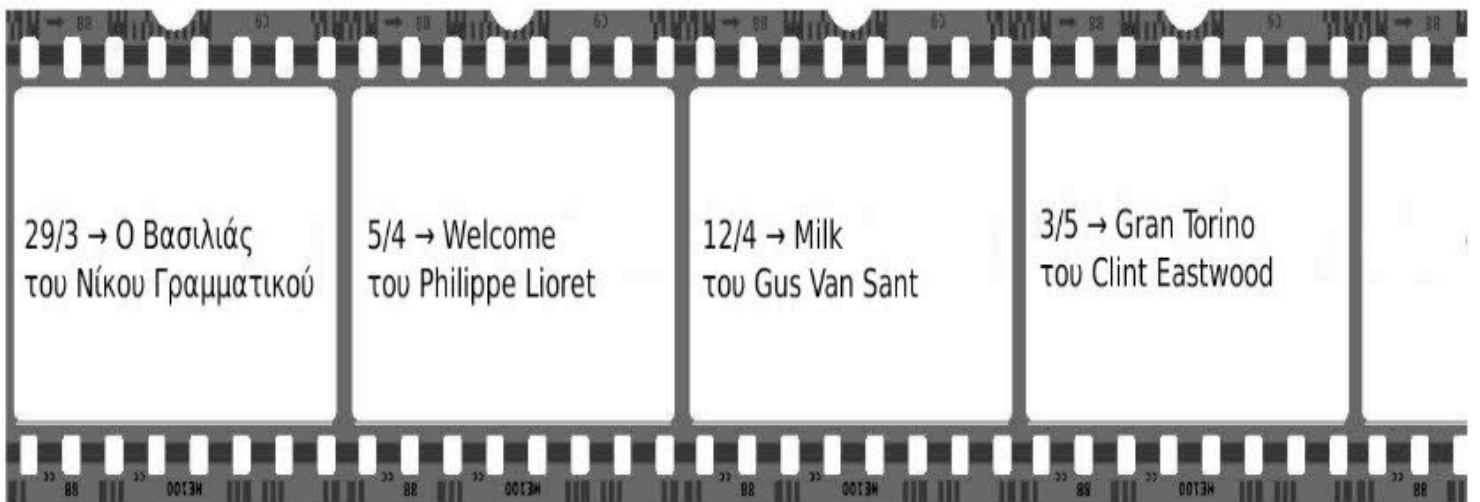 29/3 → Ο Βασιλιάς
του Νίκου Γραμματικού
5/4 → Welcome
του Philippe Lioret
12/4 → Milk
του Gus Van Sant
3/5 → Gran Torino
του Clint Eastwood